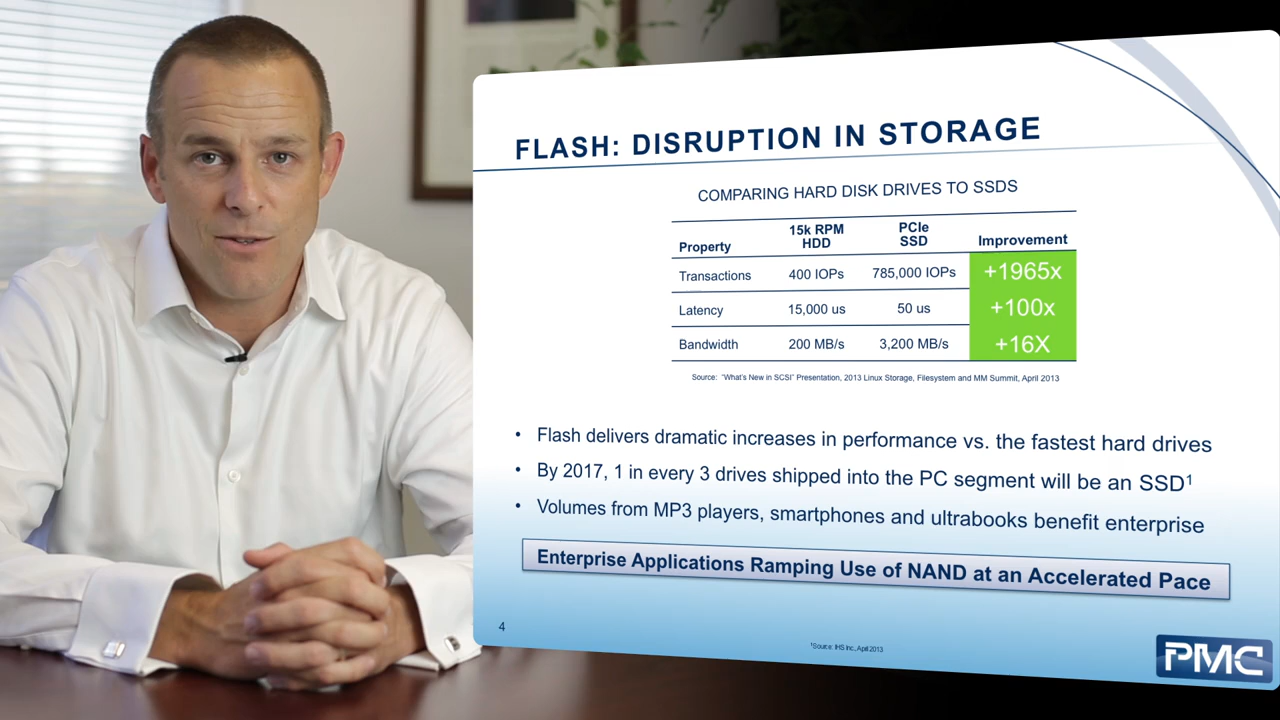 FLASH: DISRUPTION IN STORAGE
COMPARING HARD DISK DRIVES TO SSDS
Property 15k RPM HDD PCIe SSD Improvement
Transactions 400 IOPs 785,000 IOPs +1965x
Latency 15,000 us 50 us +100x
Bandwidth 200 MB/s 3,200 MB/s +16X
Source: "What's New in SCSI" Presentation, 2013 Linux Storage, Filesystem and MM Summit, April 2013
• Flash delivers dramatic increases in performance vs. the fastest hard drives
• By 2017, 1 in every 3 drives shipped into the PC segment will be an SSD¹
• Volumes from MP3 players, smartphones and ultrabooks benefit enterprise
Enterprise Applications Ramping Use of NAND at an Accelerated Pace
4
¹Source: IHS Inc., April 2013
PMC